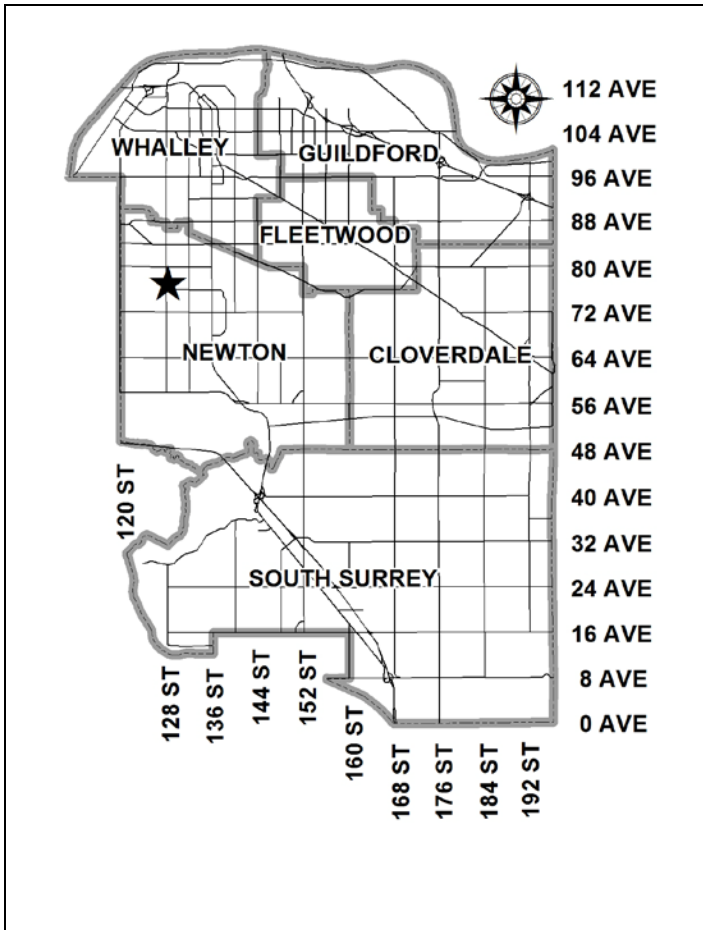 112 AVE
104 AVE
WHALLEY
GUILDFORD
96 AVE
88 AVE
FLEETWOOD
80 AVE
72 AVE
NEWTON
CLOVERDALE
64 AVE
56 AVE
48 AVE
120 ST
40 AVE
32 AVE
SOUTH SURREY
24 AVE
16 AVE
8 AVE
0 AVE
128 ST
136 ST
144 ST
152 ST
160 ST
168 ST
176 ST
184 ST
192 ST